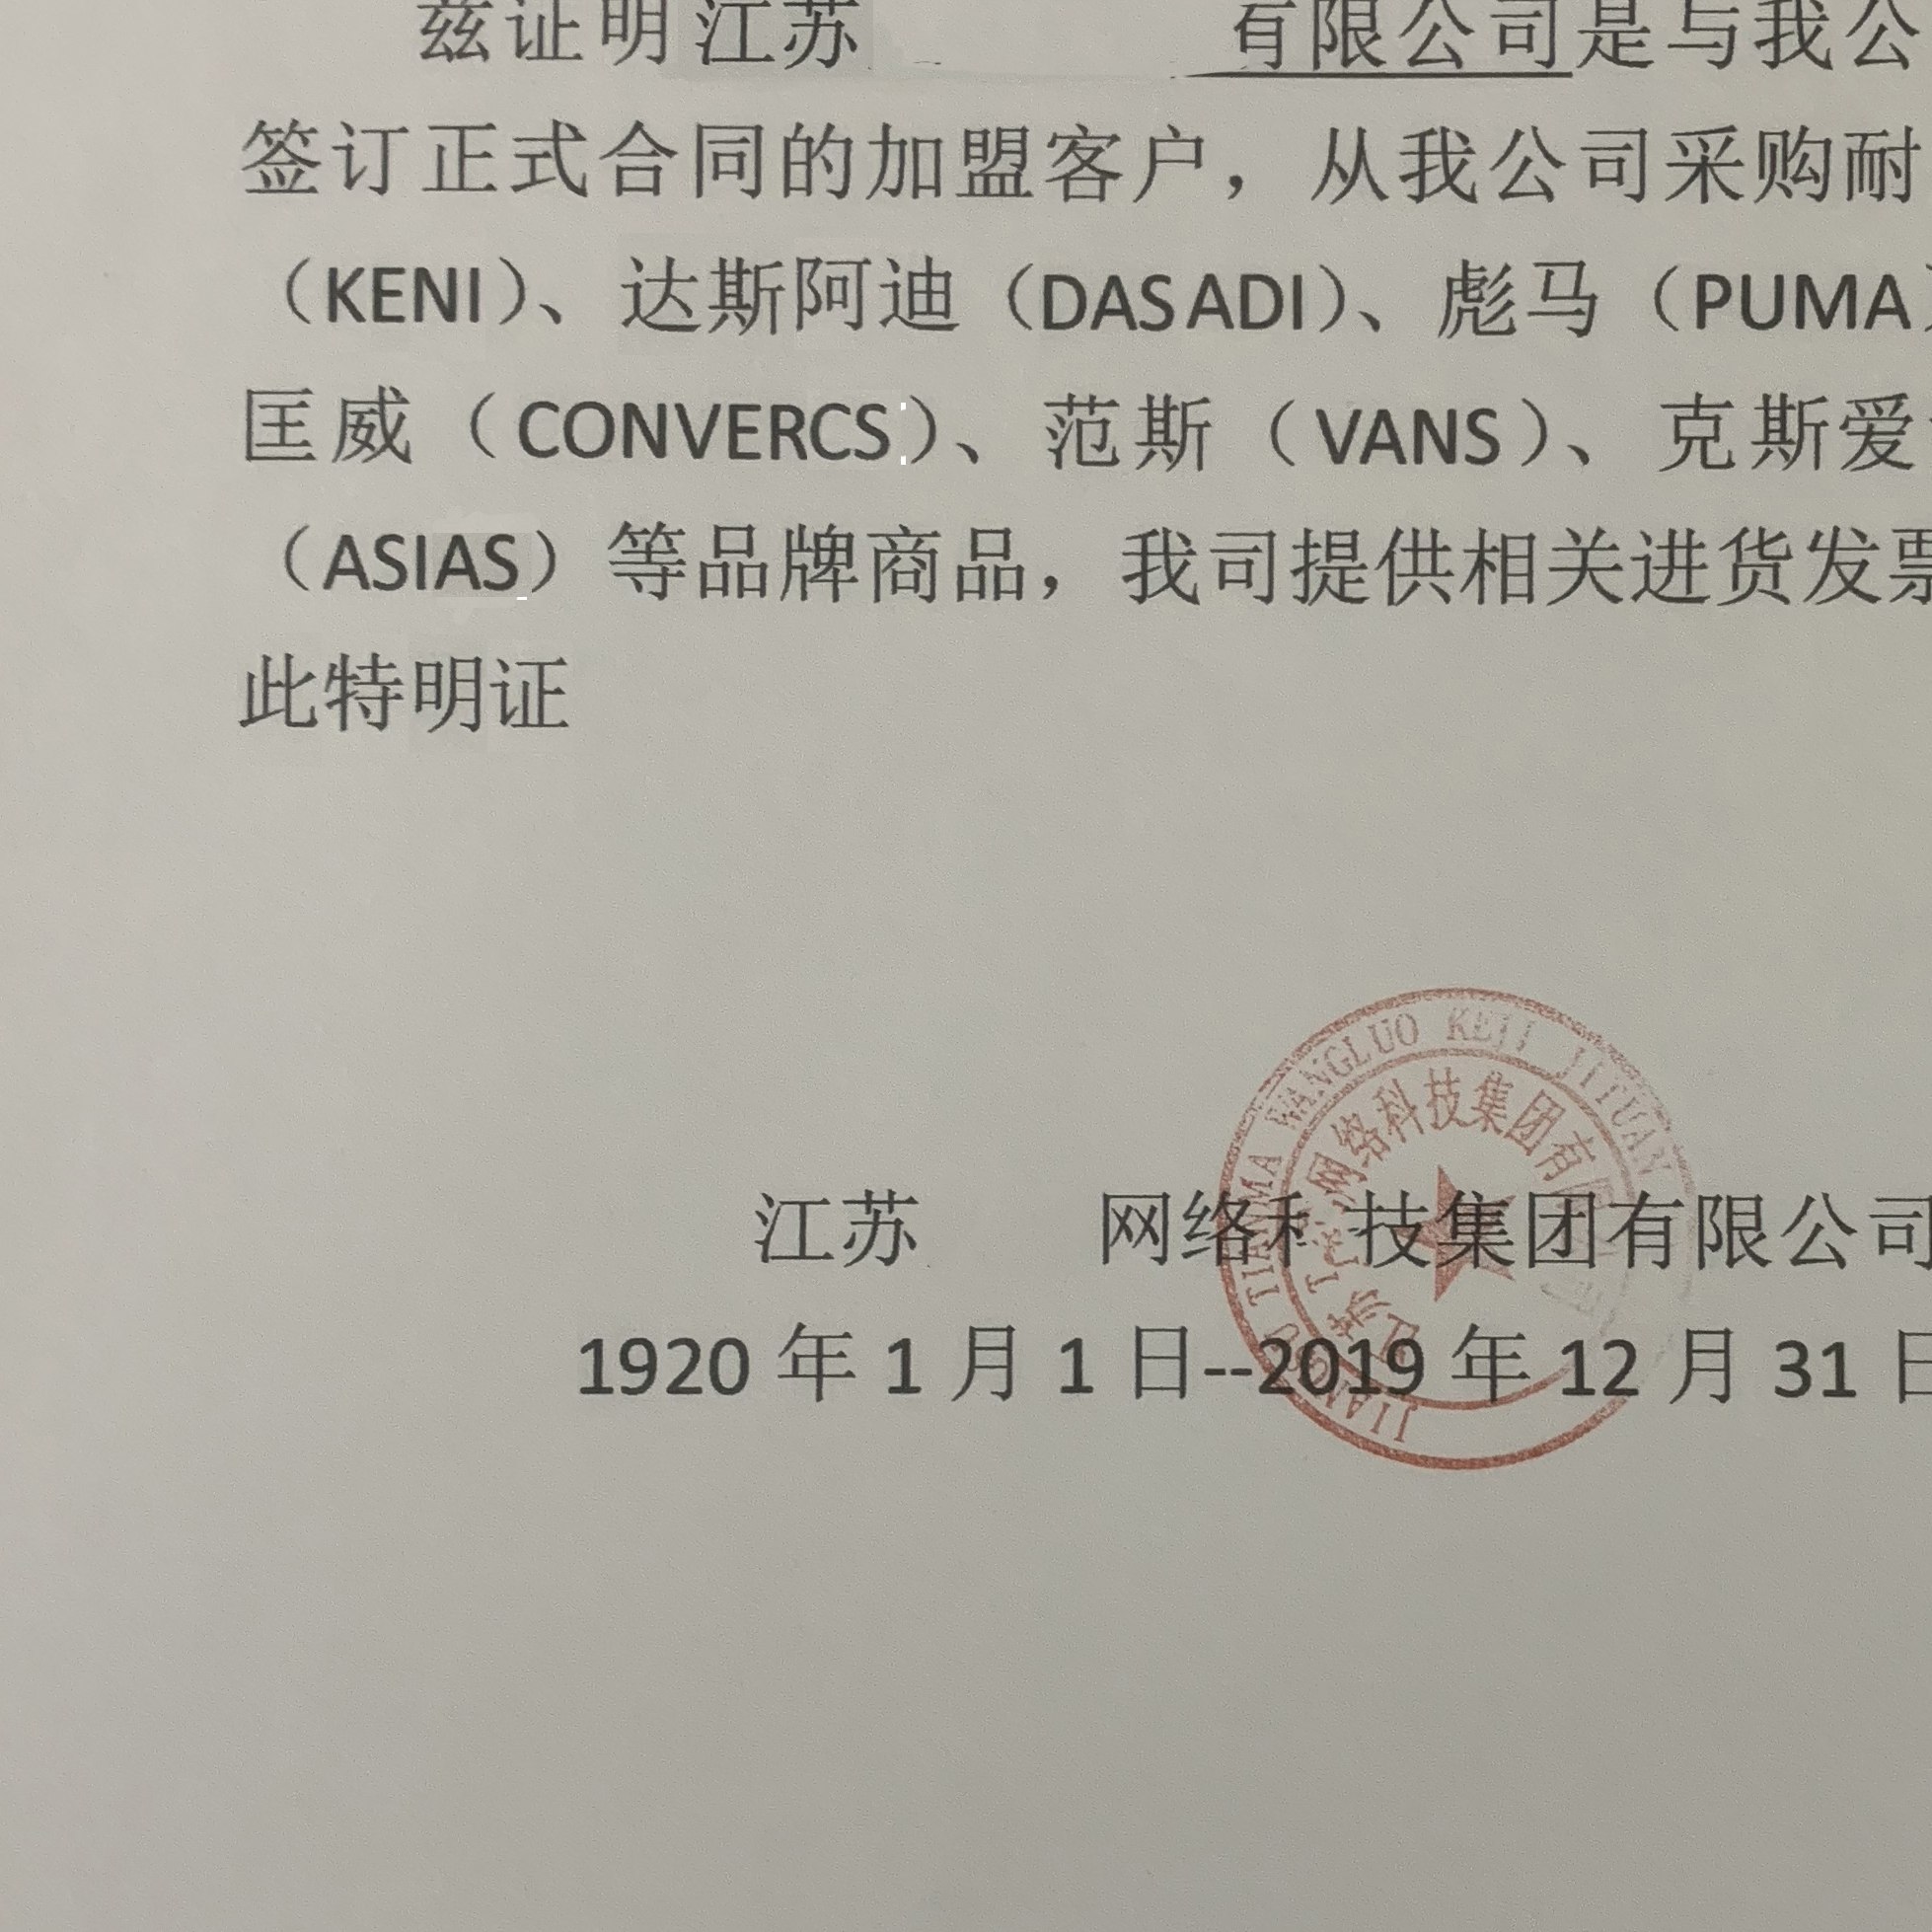 兹证明江苏 有限公司是与我公
签订正式合同的加盟客户，从我公司采购耐
（KENI）、达斯阿迪（DASADI）、彪马（PUMA）
匡威（CONVERCS）、范斯（VANS）、克斯爱
（ASIAS）等品牌商品，我司提供相关进货发票
此特明证
JIANGSU TIANMA WANGLUO KEJI JITUAN
网络科技集团有限
江苏 网络科技集团有限公司
1920 年 1 月 1 日--2019 年 12 月 31 日